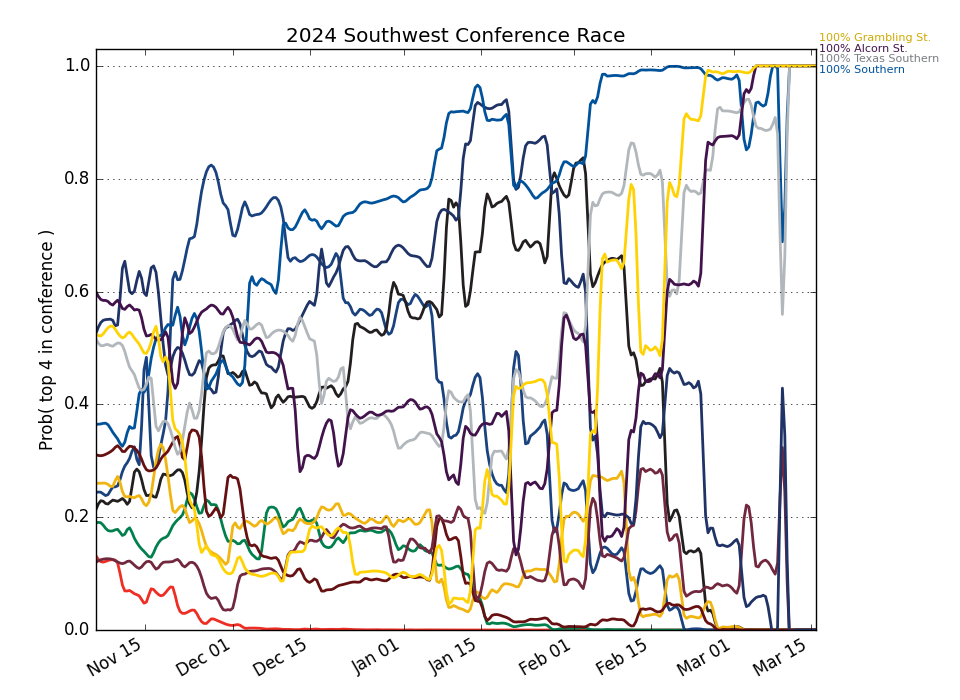 2024 Southwest Conference Race
100% Grambling St.
100% Alcorn St.
100% Texas Southern
100% Southern
Prob( top 4 in conference )
1.0
0.8
0.6
0.4
0.2
0.0
Nov 15
Dec 01
Dec 15
Jan 01
Jan 15
Feb 01
Feb 15
Mar 01
Mar 15